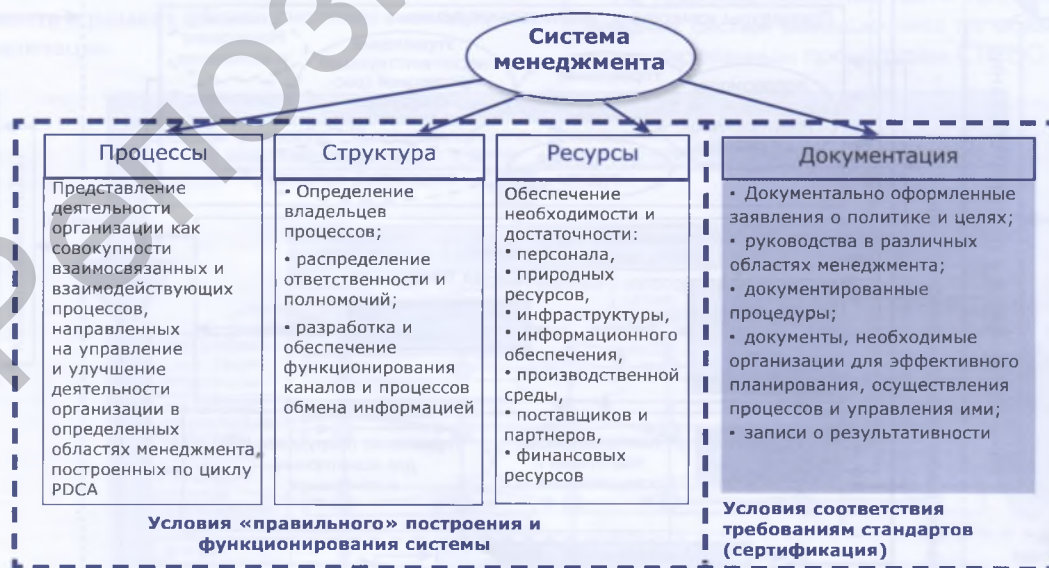 Система
менеджмента
Процессы
Представление
деятельности
организации как
совокупности
взаимосвязанных и
взаимодействующих
процессов,
направленных
на управление
и улучшение
деятельности
организации в
определенных
областях менеджмента,
построенных по циклу
PDCA
Структура
• Определение
владельцев
процессов;
• распределение
ответственности и
полномочий;
• разработка и
обеспечение
функционирования
каналов и процессов
обмена информацией
Ресурсы
Обеспечение
необходимости и
достаточности:
• персонала,
• природных
ресурсов,
• инфраструктуры,
• информационного
обеспечения,
• производственной
среды,
• поставщиков и
партнеров,
• финансовых
ресурсов
Условия «правильного» построения и
функционирования системы
Документация
• Документально оформленные
заявления о политике и целях;
• руководства в различных
областях менеджмента;
• документированные
процедуры;
• документы, необходимые
организации для эффективного
планирования, осуществления
процессов и управления ими;
• записи о результативности
Условия соответствия
требованиям стандартов
(сертификация)